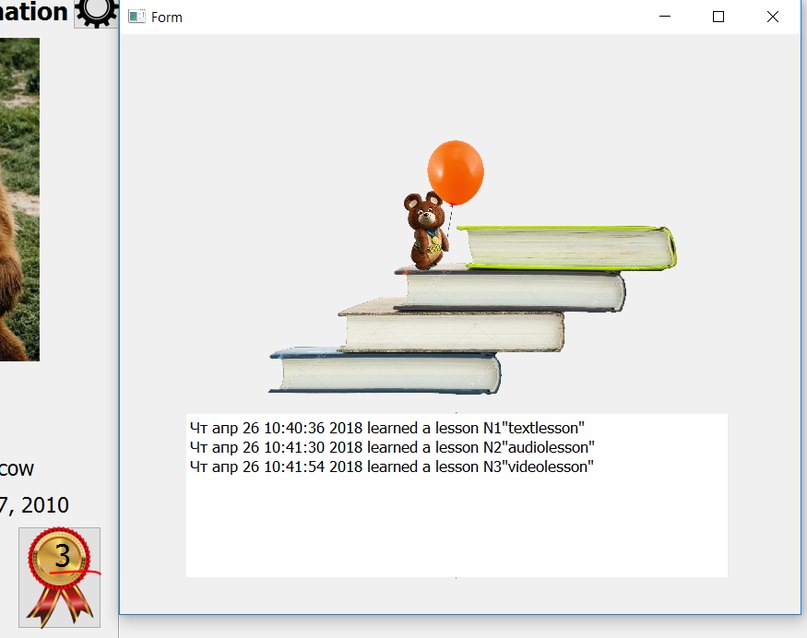 nation
Form
Чт апр 26 10:40:36 2018 learned a lesson N1"textlesson"
Чт апр 26 10:41:30 2018 learned a lesson N2"audiolesson"
Чт апр 26 10:41:54 2018 learned a lesson N3"videolesson"
cow
7, 2010
3